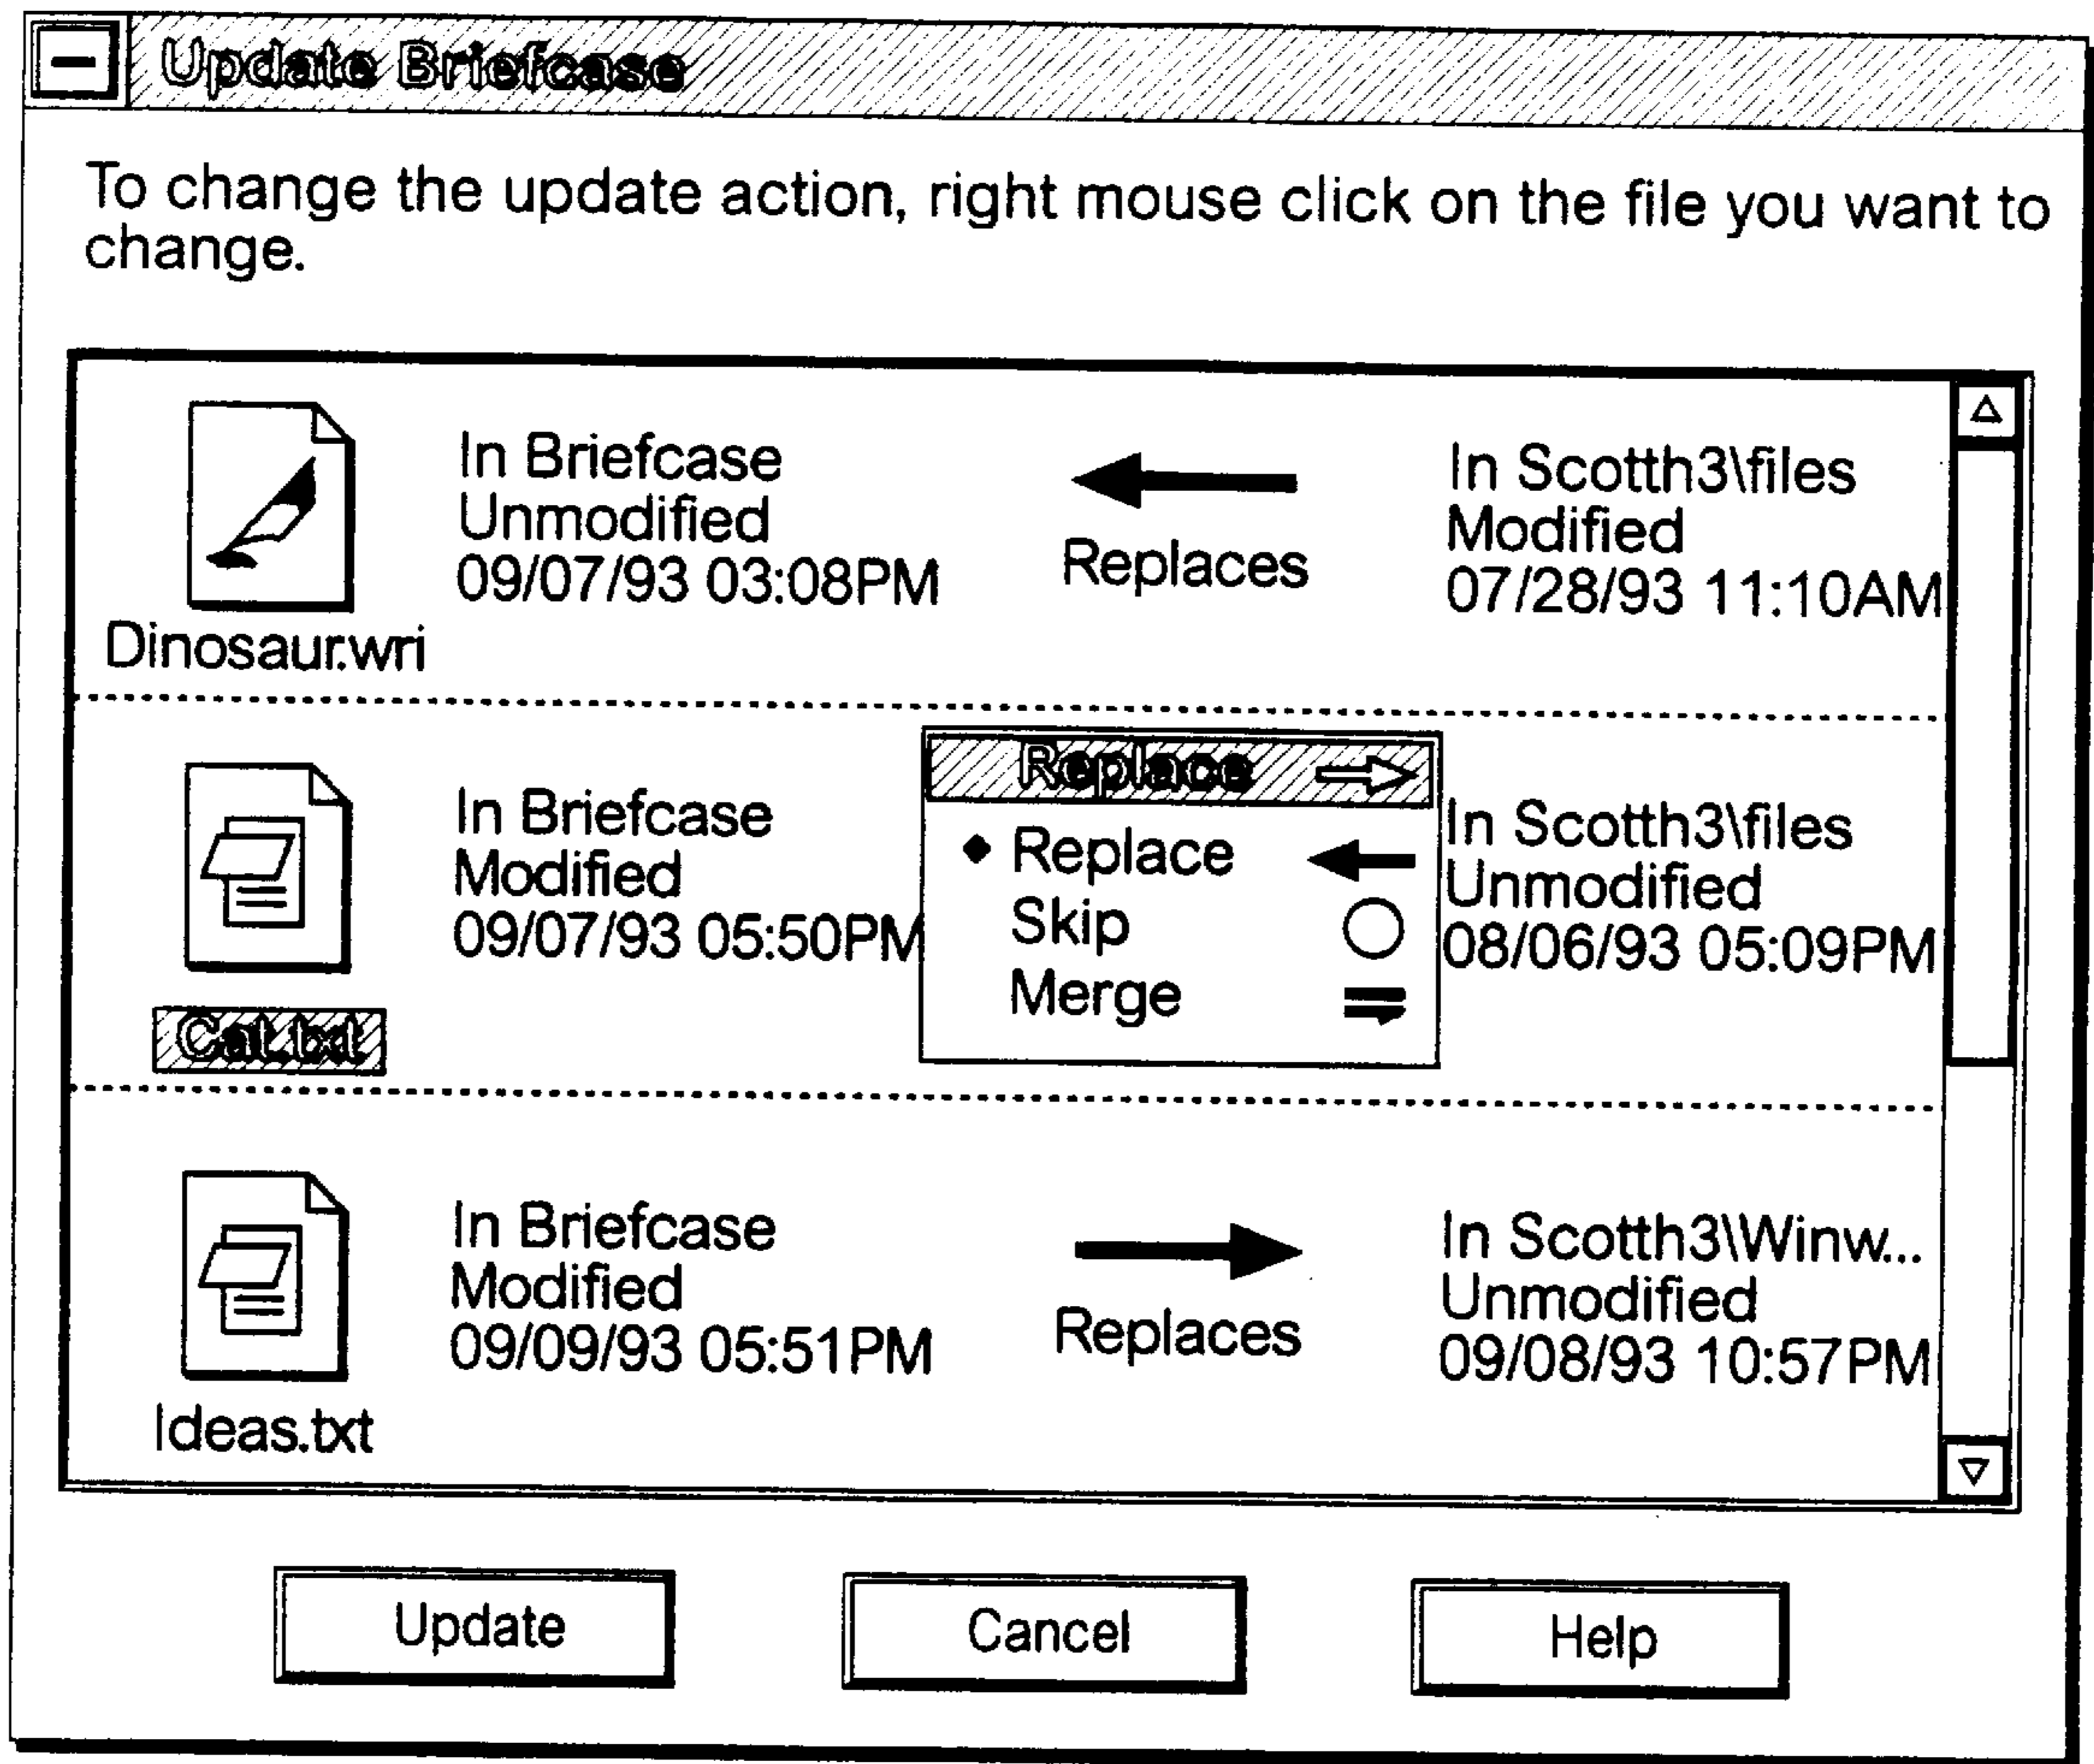 Update Briefcase
To change the update action, right mouse click on the file you want to
change.
In Briefcase
Unmodified
09/07/93 03:08PM
Replaces
In Scotth3\files
Modified
07/28/93 11:10AM
Dinosaur.wri
In Briefcase
Modified
09/07/93 05:50PM
Replace
Replace
Skip
Merge
In Scotth3\files
Unmodified
08/06/93 05:09PM
Cat.txt
In Briefcase
Modified
09/09/93 05:51PM
Replaces
In Scotth3\Winw...
Unmodified
09/08/93 10:57PM
Ideas.txt
Update
Cancel
Help